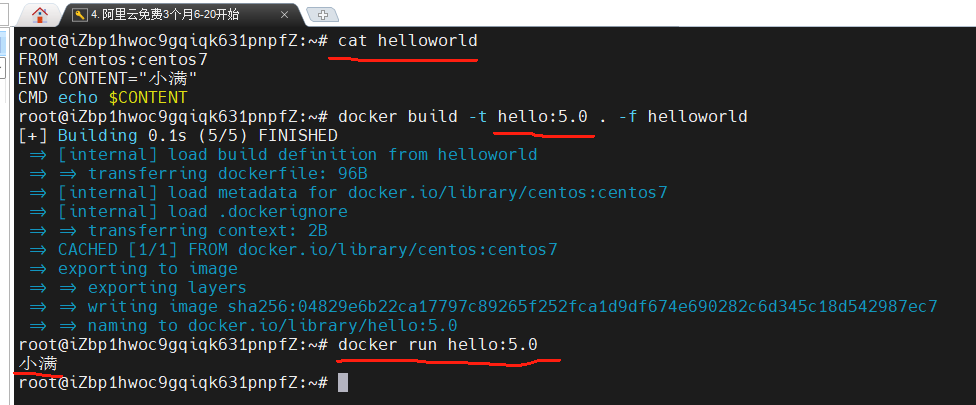 4. 阿里云免费3个月6-20开始
root@iZbp1hwoc9gqiqk631pnpfZ:~# cat helloworld
FROM centos:centos7
ENV CONTENT="小满"
CMD echo $CONTENT
root@iZbp1hwoc9gqiqk631pnpfZ:~# docker build -t hello:5.0 . -f helloworld
[+] Building 0.1s (5/5) FINISHED
=> [internal] load build definition from helloworld
=> => transferring dockerfile: 96B
=> [internal] load metadata for docker.io/library/centos:centos7
=> [internal] load .dockerignore
=> => transferring context: 2B
=> CACHED [1/1] FROM docker.io/library/centos:centos7
=> exporting to image
=> => exporting layers
=> => writing image sha256:04829e6b22ca17797c89265f252fca1d9df674e690282c6d345c18d542987ec7
=> => naming to docker.io/library/hello:5.0
root@iZbp1hwoc9gqiqk631pnpfZ:~# docker run hello:5.0
小满
root@iZbp1hwoc9gqiqk631pnpfZ:~#